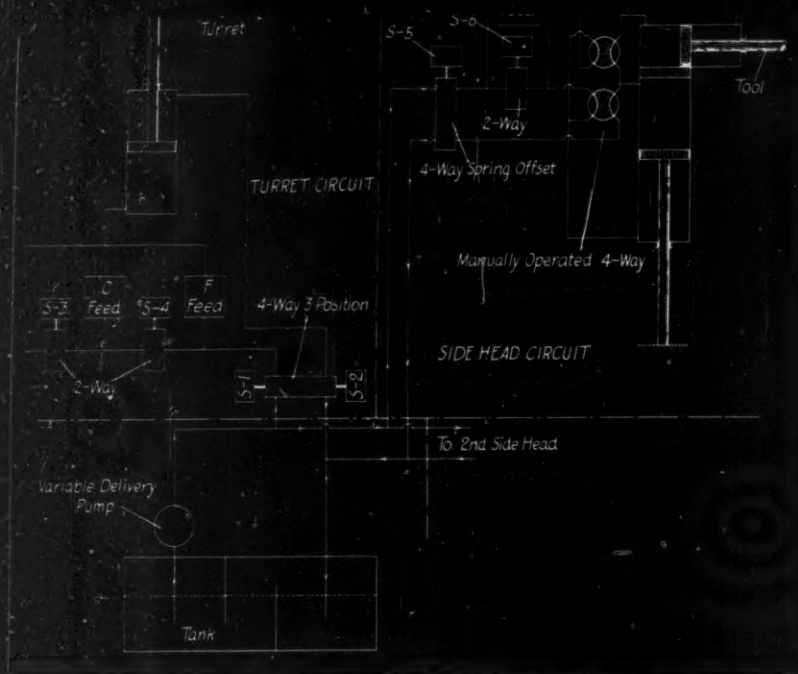 Turret
S-5
S-6
Tool
2-Way
4-Way Spring Offset
TURRET CIRCUIT
Manually Operated 4-Way
S-3
C
Feed
S-4
F
Feed
4-Way 3 Position
SIDE HEAD CIRCUIT
2-Way
S-1
S-2
To 2nd Side Head
Variable Delivery
Pump
Tank